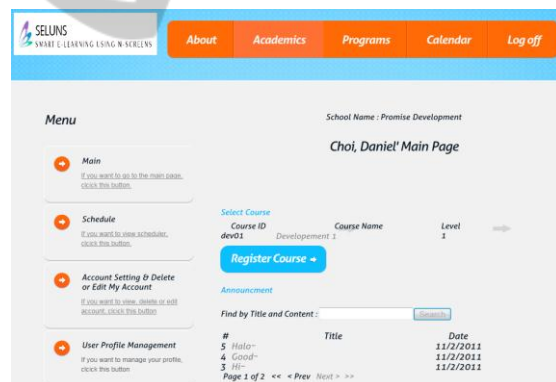 SELUNS
SMART E-LEARNING USING N-SCREENS
About Academics Programs Calendar Log off
Menu
School Name : Promise Development
Choi, Daniel' Main Page
Main
If you want to go to the main page,
click this button.
Schedule
If you want to view scheduler,
click this button.
Account Setting & Delete
or Edit My Account
If you want to view, delete or edit
account, click this button
User Profile Management
If you want to manage your profile,
click this button
Select Course
Course ID Course Name Level
dev01 Developement 1 1
Register Course
Announcment
Find by Title and Content : Search
# Title Date
5 Halo~ 11/2/2011
4 Good~ 11/2/2011
3 Hi~ 11/2/2011
Page 1 of 2 << < Prev Next > >>